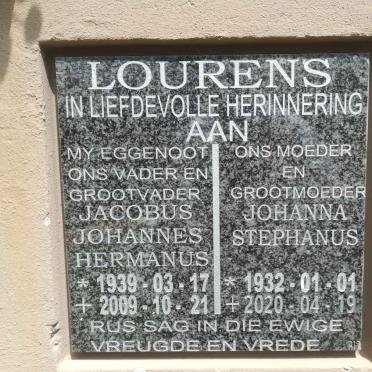 LOURENS
IN LIEFDEVOLLE HERINNERING
AAN
MY EGGENOOT
ONS VADER EN
GROOTVADER
JACOBUS
JOHANNES
HERMANUS
* 1939 - 03 - 17
+ 2009 - 10 - 21
ONS MOEDER
EN
GROOTMOEDER
JOHANNA
STEPHANUS
* 1932 - 01 - 01
+ 2020 - 04 - 19
RUS SAG IN DIE EWIGE
VREUGDE EN VREDE